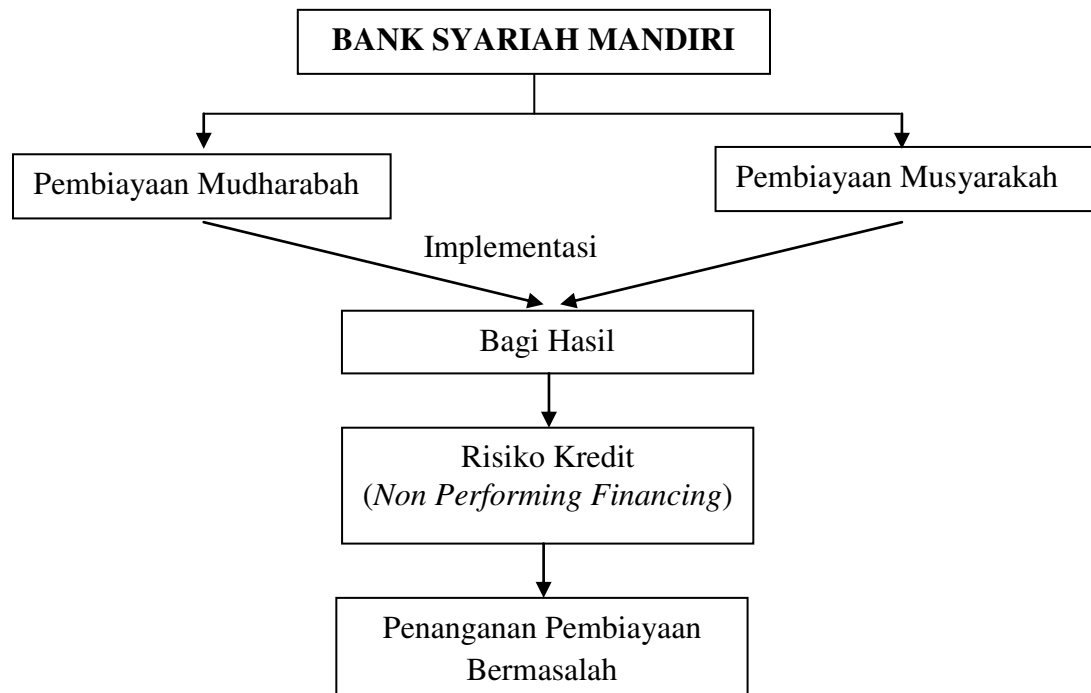 BANK SYARIAH MANDIRI
Pembiayaan Mudharabah
Pembiayaan Musyarakah
Implementasi
Bagi Hasil
Risiko Kredit
(Non Performing Financing)
Penanganan Pembiayaan
Bermasalah